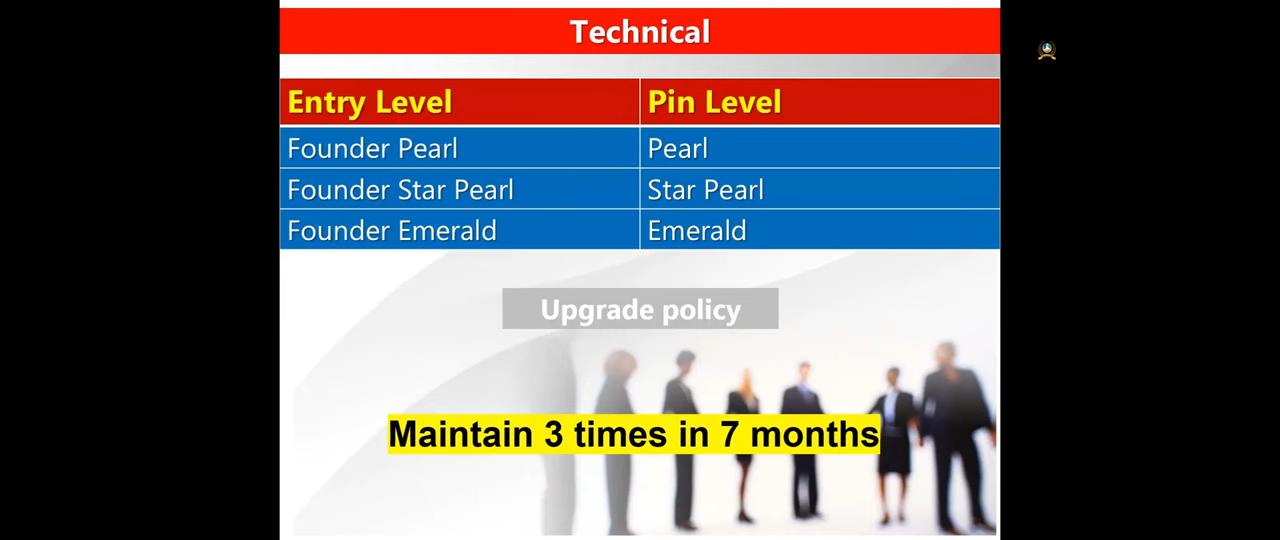 Technical
Entry Level Pin Level
Founder Pearl Pearl
Founder Star Pearl Star Pearl
Founder Emerald Emerald
Upgrade policy
Maintain 3 times in 7 months